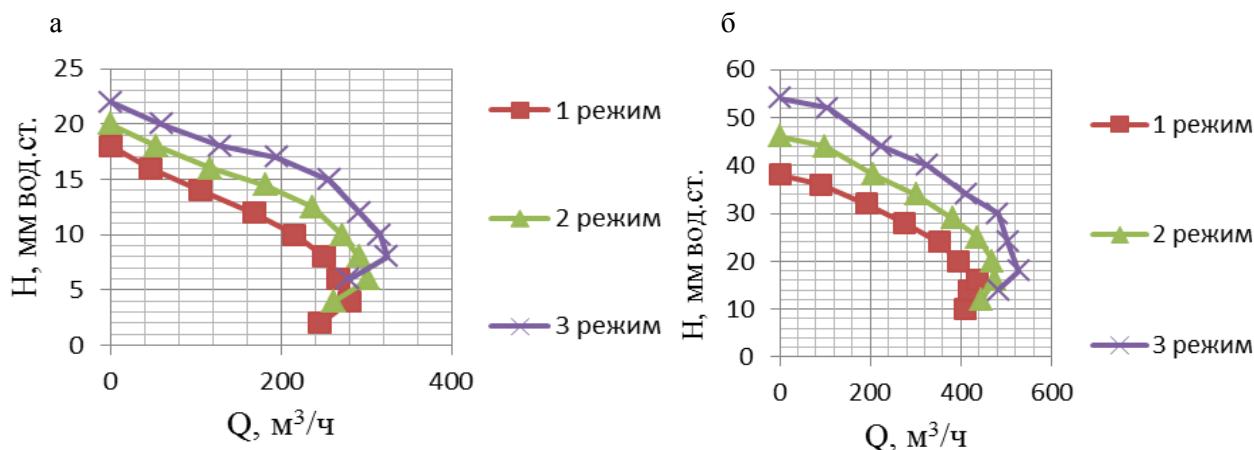 а
25
20
15
10
5
0
0 200 400
Н, мм вод.ст.
Q, м³/ч
1 режим
2 режим
3 режим
б
60
50
40
30
20
10
0
0 200 400 600
Н, мм вод.ст.
Q, м³/ч
1 режим
2 режим
3 режим